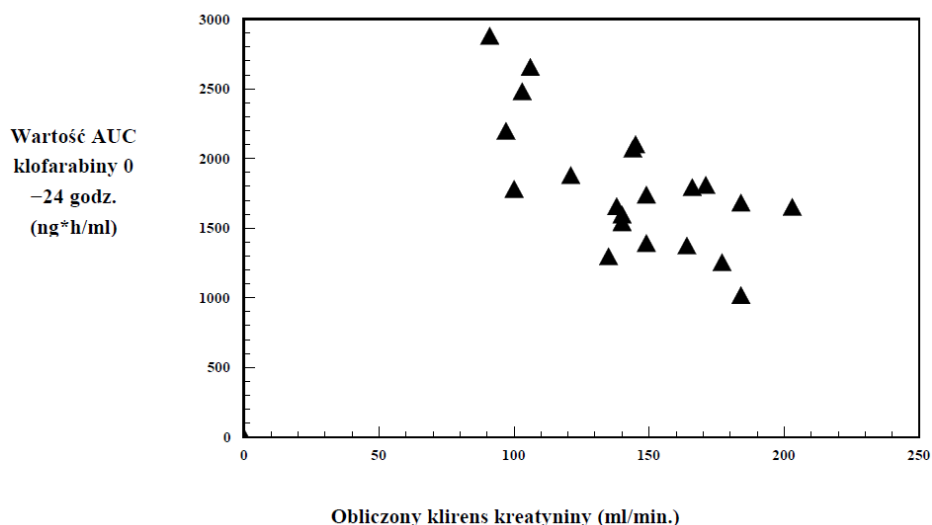 Wartość AUC
klofarabiny 0
–24 godz.
(ng*h/ml)
3000
2500
2000
1500
1000
500
0
0 50 100 150 200 250
Obliczony klirens kreatyniny (ml/min.)